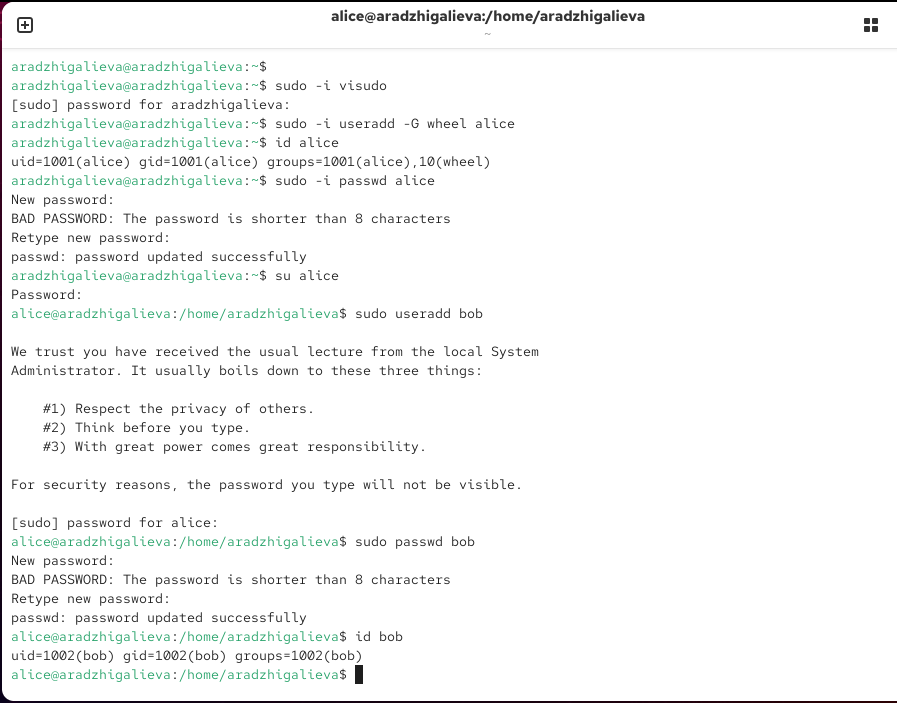 alice@aradzhigalieva:/home/aradzhigalieva
~
aradzhigalieva@aradzhigalieva:~$
aradzhigalieva@aradzhigalieva:~$ sudo -i visudo
[sudo] password for aradzhigalieva:
aradzhigalieva@aradzhigalieva:~$ sudo -i useradd -G wheel alice
aradzhigalieva@aradzhigalieva:~$ id alice
uid=1001(alice) gid=1001(alice) groups=1001(alice),10(wheel)
aradzhigalieva@aradzhigalieva:~$ sudo -i passwd alice
New password:
BAD PASSWORD: The password is shorter than 8 characters
Retype new password:
passwd: password updated successfully
aradzhigalieva@aradzhigalieva:~$ su alice
Password:
alice@aradzhigalieva:/home/aradzhigalieva$ sudo useradd bob

We trust you have received the usual lecture from the local System
Administrator. It usually boils down to these three things:

    #1) Respect the privacy of others.
    #2) Think before you type.
    #3) With great power comes great responsibility.

For security reasons, the password you type will not be visible.

[sudo] password for alice:
alice@aradzhigalieva:/home/aradzhigalieva$ sudo passwd bob
New password:
BAD PASSWORD: The password is shorter than 8 characters
Retype new password:
passwd: password updated successfully
alice@aradzhigalieva:/home/aradzhigalieva$ id bob
uid=1002(bob) gid=1002(bob) groups=1002(bob)
alice@aradzhigalieva:/home/aradzhigalieva$